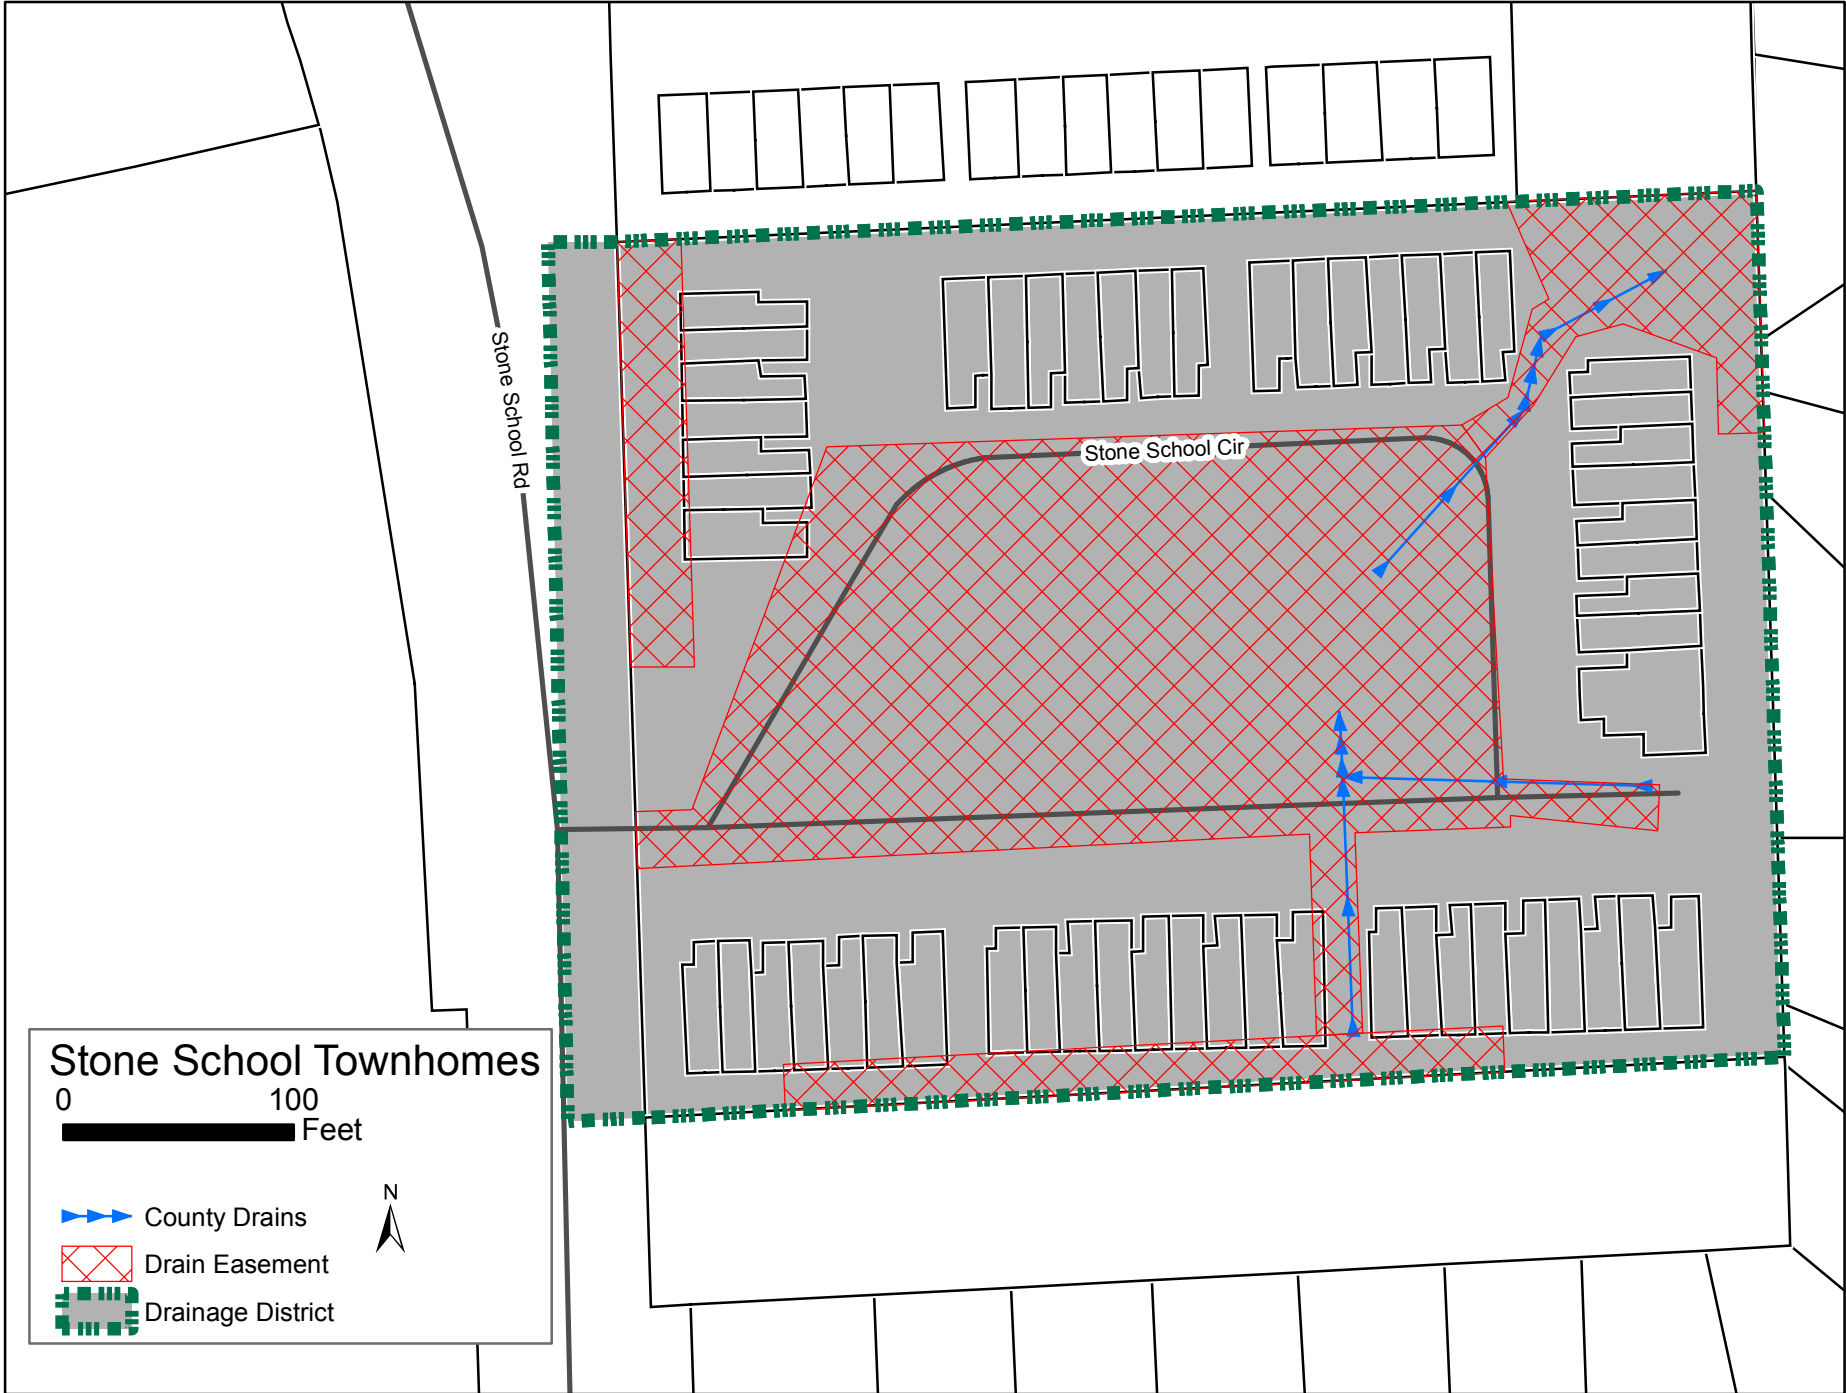 Stone School Rd
Stone School Cir
Stone School Townhomes
0 100
Feet
N
County Drains
Drain Easement
Drainage District